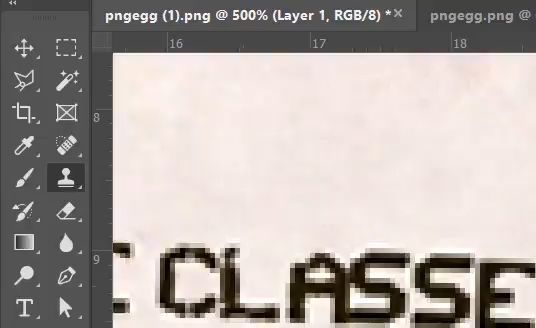 pngegg (1).png @ 500% (Layer 1, RGB/8) * × pngegg.png @
16 17 18
8
9
CLASSE
T